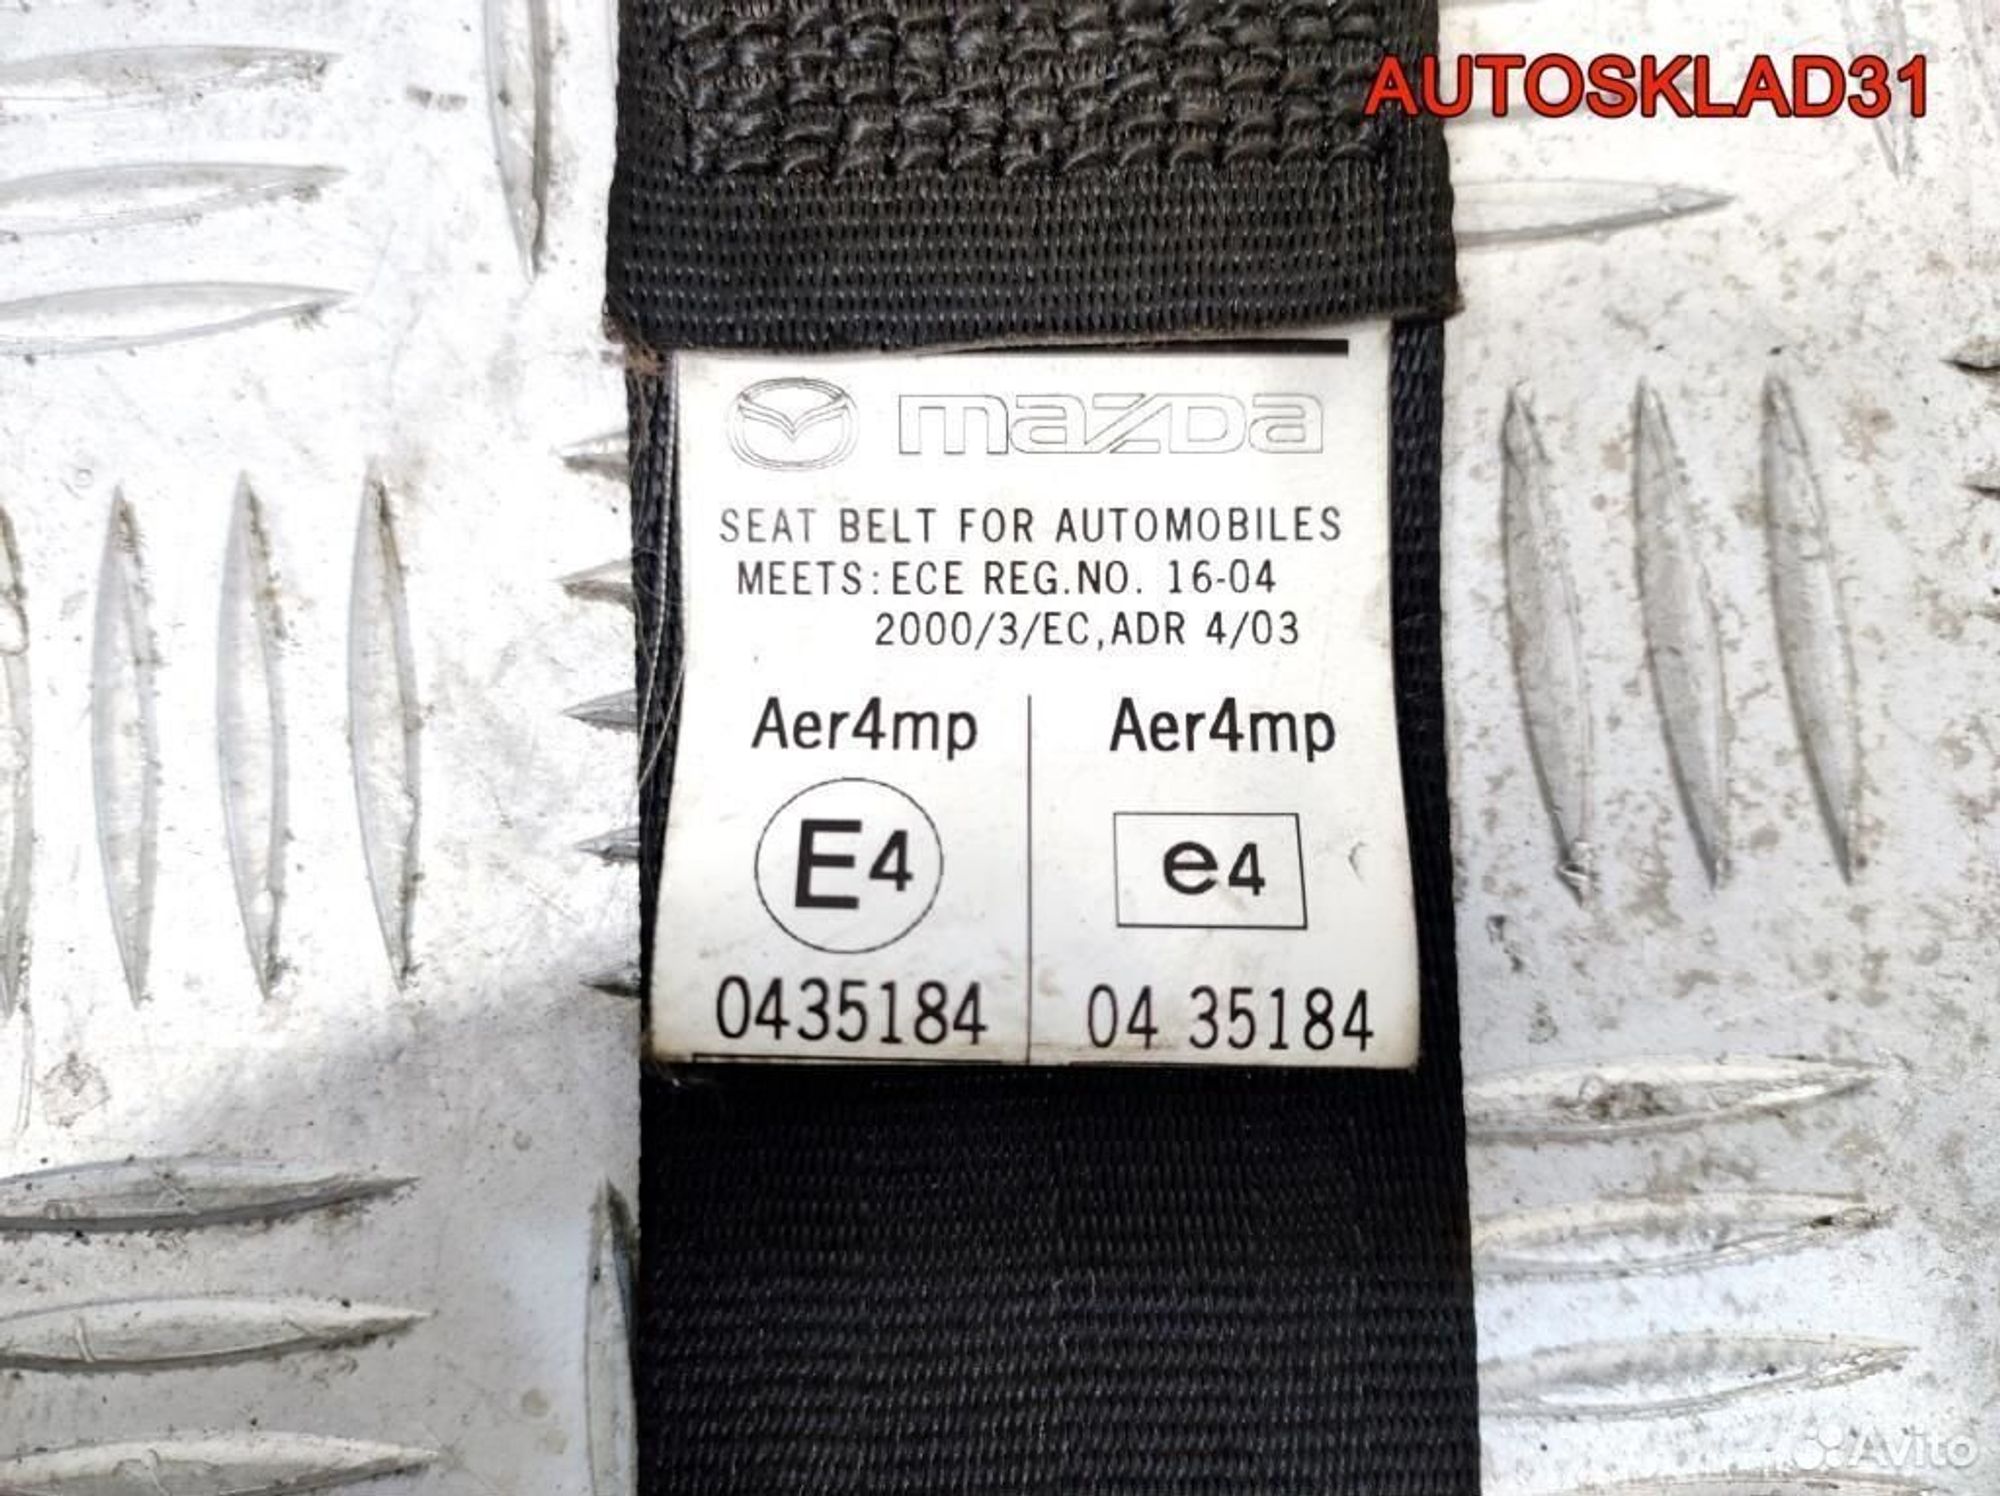 AUTOSKLAD31
mazda
SEAT BELT FOR AUTOMOBILES
MEETS: ECE REG.NO. 16-04
2000/3/EC, ADR 4/03
Aer4mp Aer4mp
E4 e4
0435184 04 35184
Avito